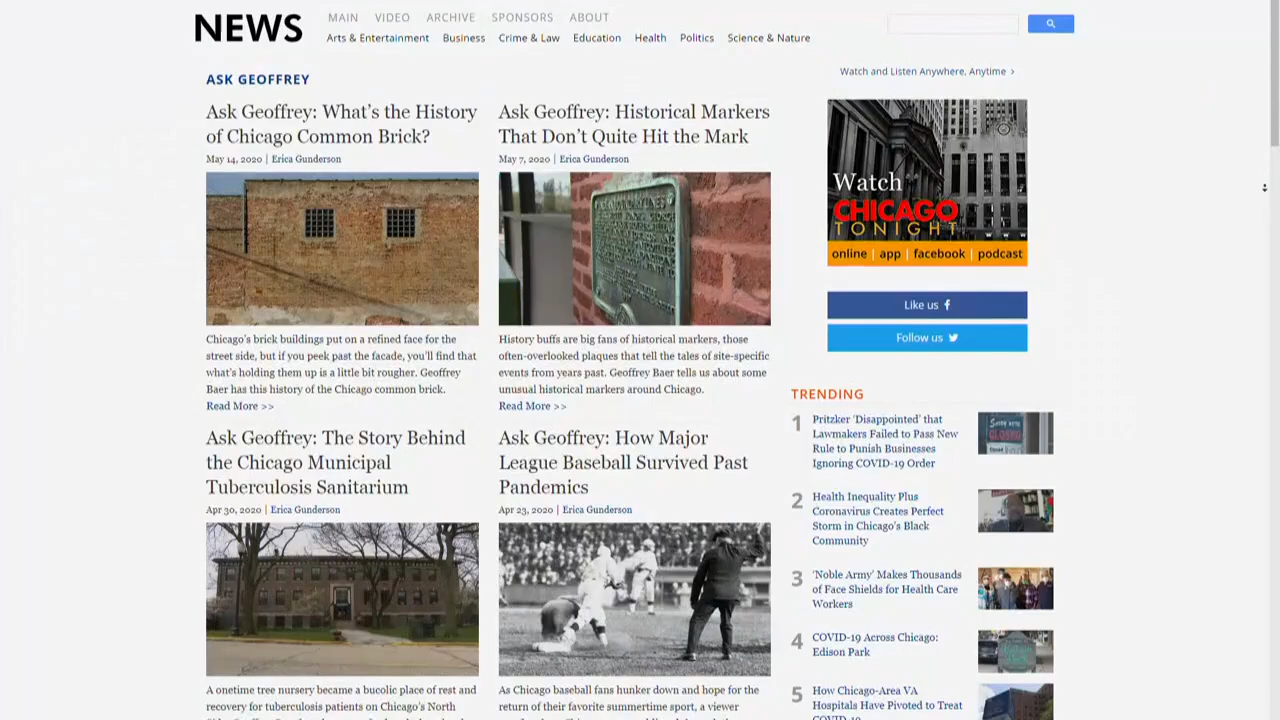 NEWS
MAIN VIDEO ARCHIVE SPONSORS ABOUT
Arts & Entertainment Business Crime & Law Education Health Politics Science & Nature
ASK GEOFFREY
Ask Geoffrey: What's the History
of Chicago Common Brick?
May 14, 2020 | Erica Gunderson
Chicago's brick buildings put on a refined face for the
street side, but if you peek past the facade, you'll find that
what's holding them up is a little bit rougher. Geoffrey
Baer has this history of the Chicago common brick.
Read More >>
Ask Geoffrey: Historical Markers
That Don't Quite Hit the Mark
May 7, 2020 | Erica Gunderson
History buffs are big fans of historical markers, those
often-overlooked plaques that tell the tales of site-specific
events from years past. Geoffrey Baer tells us about some
unusual historical markers around Chicago.
Read More >>
Ask Geoffrey: The Story Behind
the Chicago Municipal
Tuberculosis Sanitarium
Apr 30, 2020 | Erica Gunderson
A onetime tree nursery became a bucolic place of rest and
recovery for tuberculosis patients on Chicago's North
Ask Geoffrey: How Major
League Baseball Survived Past
Pandemics
Apr 23, 2020 | Erica Gunderson
As Chicago baseball fans hunker down and hope for the
return of their favorite summertime sport, a viewer
Watch and Listen Anywhere, Anytime >
Watch
CHICAGO
TONIGHT
online | app | facebook | podcast
Like us
Follow us
TRENDING
1 Pritzker 'Disappointed' that
Lawmakers Failed to Pass New
Rule to Punish Businesses
Ignoring COVID-19 Order
2 Health Inequality Plus
Coronavirus Creates Perfect
Storm in Chicago's Black
Community
3 'Noble Army' Makes Thousands
of Face Shields for Health Care
Workers
4 COVID-19 Across Chicago:
Edison Park
5 How Chicago-Area VA
Hospitals Have Pivoted to Treat
COVID-19